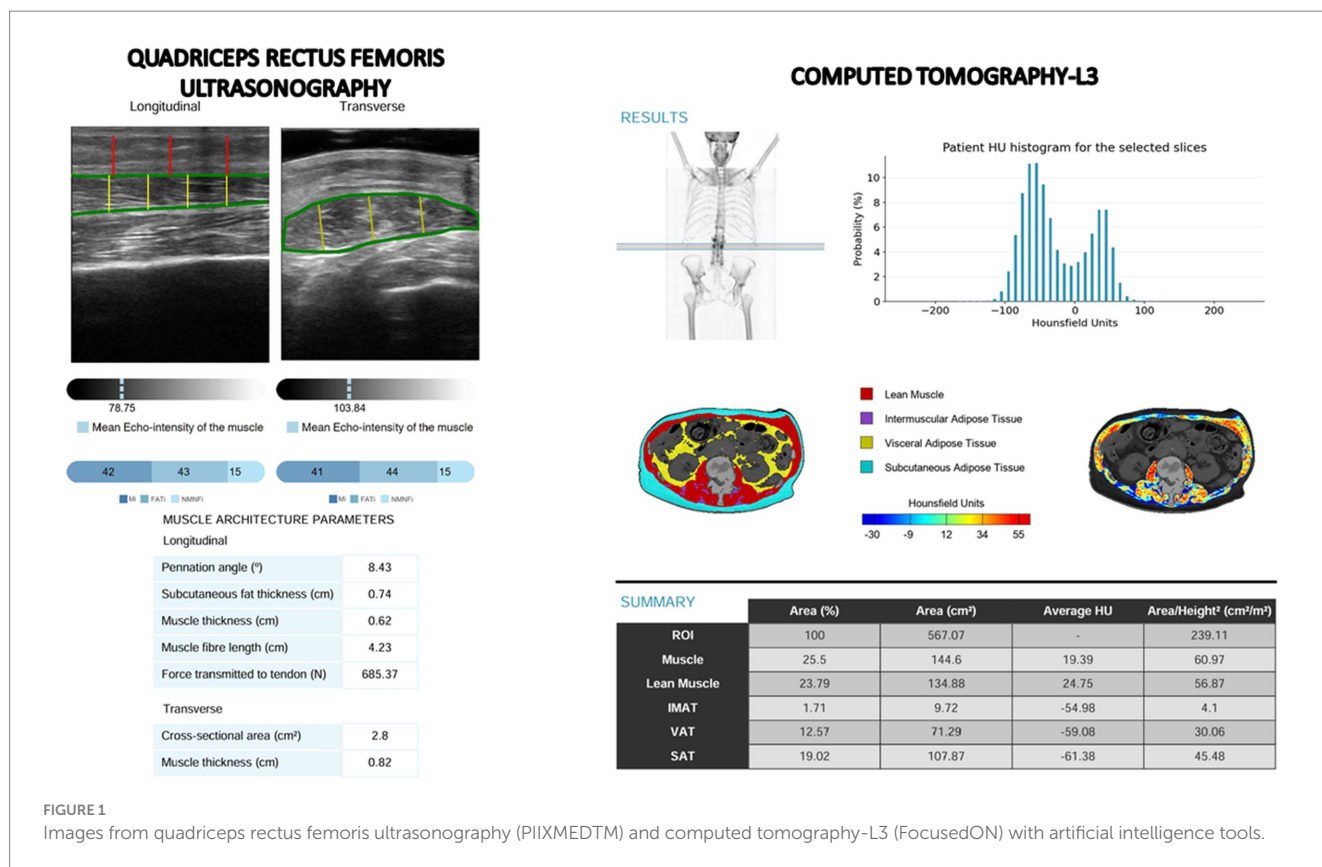 QUADRICEPS RECTUS FEMORIS
ULTRASONOGRAPHY
Longitudinal Transverse
78.75 103.84
Mean Echo-intensity of the muscle Mean Echo-intensity of the muscle
42 43 15 41 44 15
Mi FATi NMNFi Mi FATi NMNFi
MUSCLE ARCHITECTURE PARAMETERS
Longitudinal
Pennation angle (º) 8.43
Subcutaneous fat thickness (cm) 0.74
Muscle thickness (cm) 0.62
Muscle fibre length (cm) 4.23
Force transmitted to tendon (N) 685.37
Transverse
Cross-sectional area (cm²) 2.8
Muscle thickness (cm) 0.82
COMPUTED TOMOGRAPHY-L3
RESULTS
Patient HU histogram for the selected slices
Probability (%)
10
8
6
4
2
0
−200 −100 0 100 200
Hounsfield Units
Lean Muscle
Intermuscular Adipose Tissue
Visceral Adipose Tissue
Subcutaneous Adipose Tissue
Hounsfield Units
-30 -9 12 34 55
SUMMARY
Area (%) Area (cm²) Average HU Area/Height² (cm²/m²)
ROI 100 567.07 - 239.11
Muscle 25.5 144.6 19.39 60.97
Lean Muscle 23.79 134.88 24.75 56.87
IMAT 1.71 9.72 -54.98 4.1
VAT 12.57 71.29 -59.08 30.06
SAT 19.02 107.87 -61.38 45.48
FIGURE 1
Images from quadriceps rectus femoris ultrasonography (PIIXMEDTM) and computed tomography-L3 (FocusedON) with artificial intelligence tools.